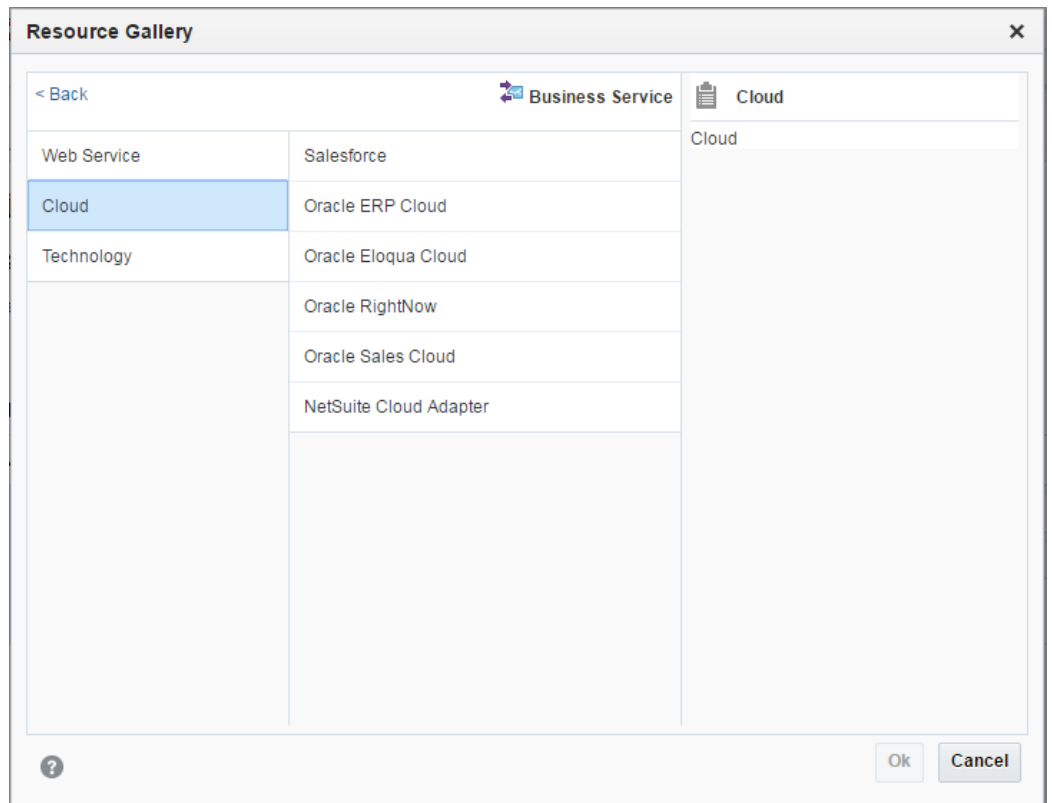 Resource Gallery
< Back
Business Service
Web Service
Cloud
Technology
Salesforce
Oracle ERP Cloud
Oracle Eloqua Cloud
Oracle RightNow
Oracle Sales Cloud
NetSuite Cloud Adapter
Cloud
Cloud
Ok
Cancel